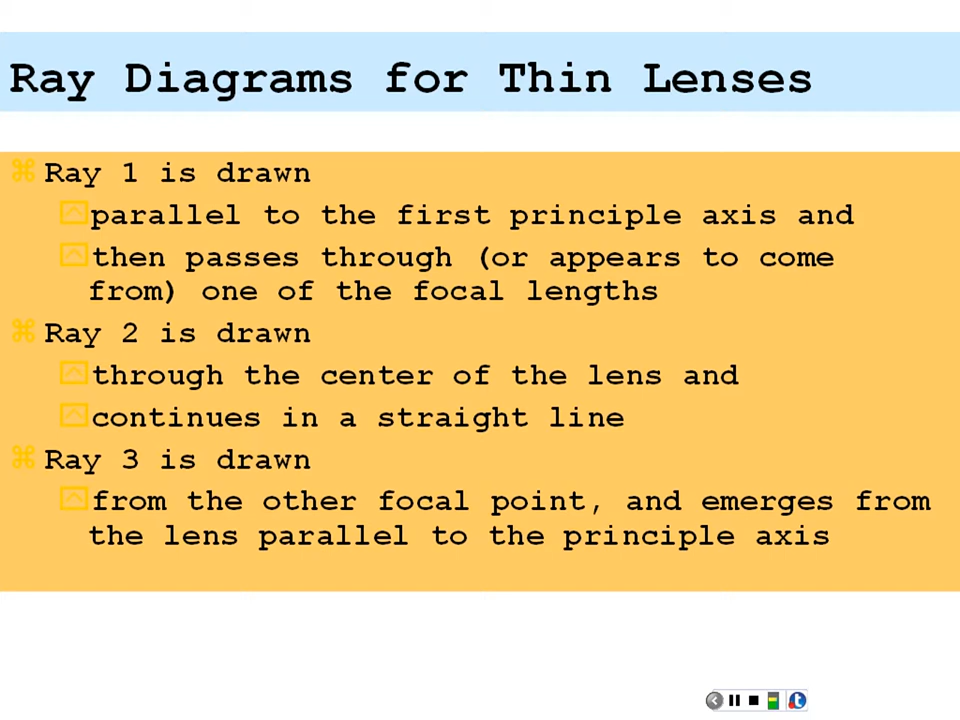 Ray Diagrams for Thin Lenses
Ray 1 is drawn
parallel to the first principle axis and
then passes through (or appears to come
from) one of the focal lengths
Ray 2 is drawn
through the center of the lens and
continues in a straight line
Ray 3 is drawn
from the other focal point, and emerges from
the lens parallel to the principle axis